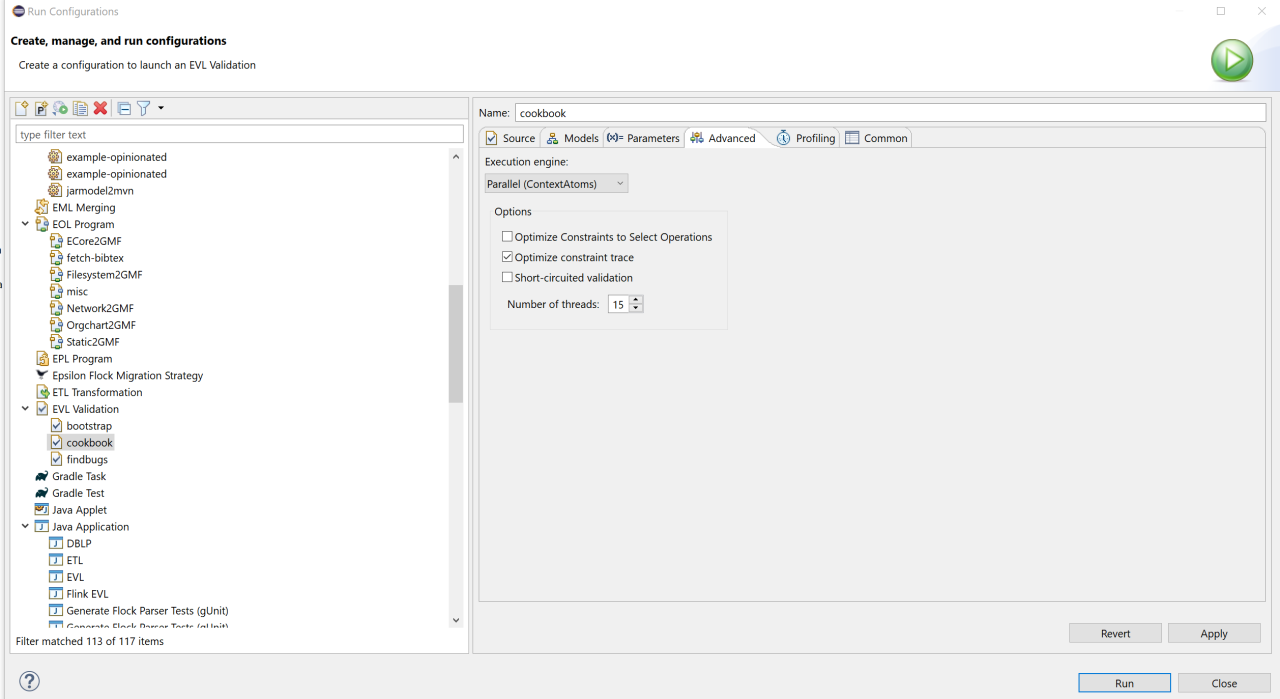 Run Configurations
Create, manage, and run configurations
Create a configuration to launch an EVL Validation
type filter text
example-opinionated
example-opinionated
jarmodel2mvn
EML Merging
EOL Program
ECore2GMF
fetch-bibtex
Filesystem2GMF
misc
Network2GMF
Orgchart2GMF
Static2GMF
EPL Program
Epsilon Flock Migration Strategy
ETL Transformation
EVL Validation
bootstrap
cookbook
findbugs
Gradle Task
Gradle Test
Java Applet
Java Application
DBLP
ETL
EVL
Flink EVL
Generate Flock Parser Tests (gUnit)
Generate Flock Parser Tests (gUnit)
Filter matched 113 of 117 items
Name: cookbook
Source Models (x)= Parameters Advanced Profiling Common
Execution engine:
Parallel (ContextAtoms)
Options
Optimize Constraints to Select Operations
Optimize constraint trace
Short-circuited validation
Number of threads: 15
Revert Apply
Run Close